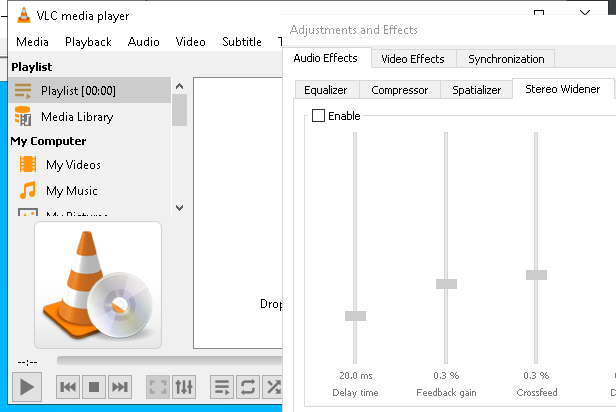 VLC media player
Media Playback Audio Video Subtitle
Playlist
Playlist [00:00]
Media Library
My Computer
My Videos
My Music
My Pictures
Drop
--:--
Adjustments and Effects
Audio Effects Video Effects Synchronization
Equalizer Compressor Spatializer Stereo Widener
Enable
20.0 ms 0.3 % 0.3 %
Delay time Feedback gain Crossfeed